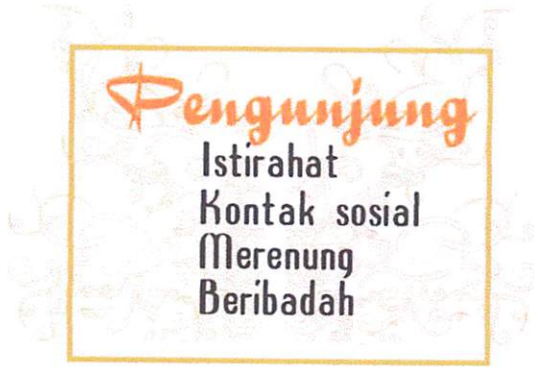 Pengunjung
Istirahat
Kontak sosial
Merenung
Beribadah